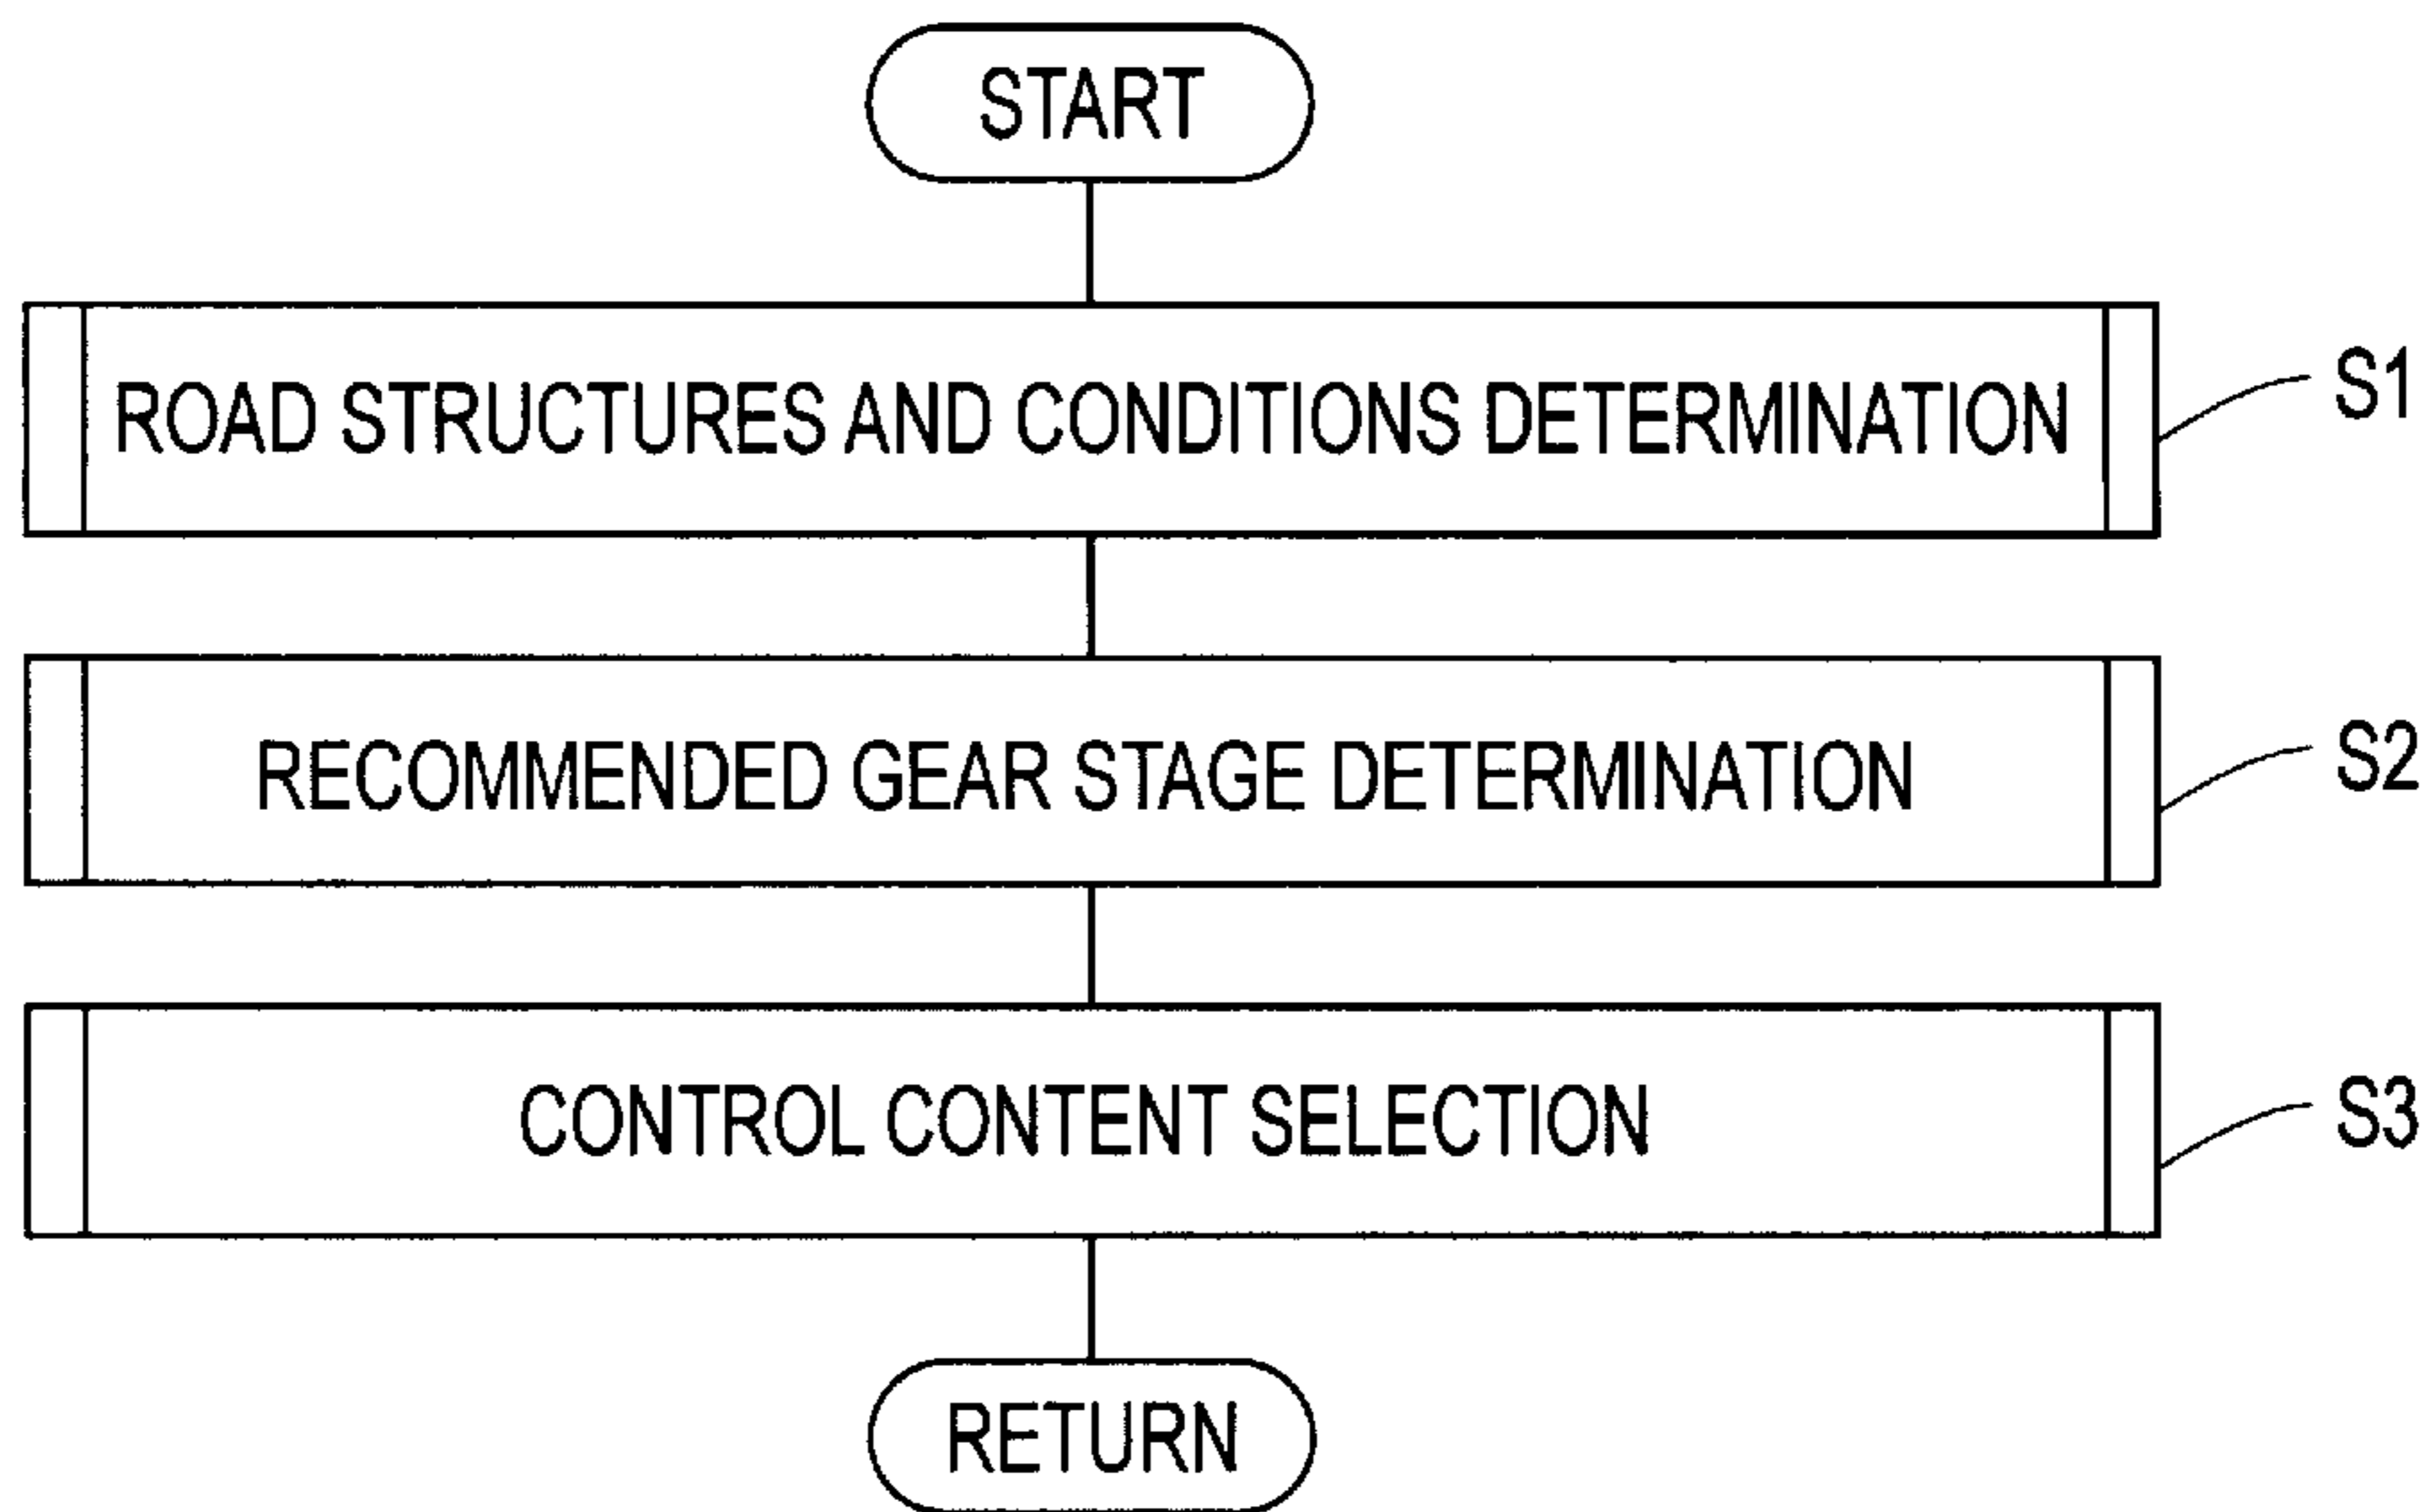 START
ROAD STRUCTURES AND CONDITIONS DETERMINATION
S1
RECOMMENDED GEAR STAGE DETERMINATION
S2
CONTROL CONTENT SELECTION
S3
RETURN